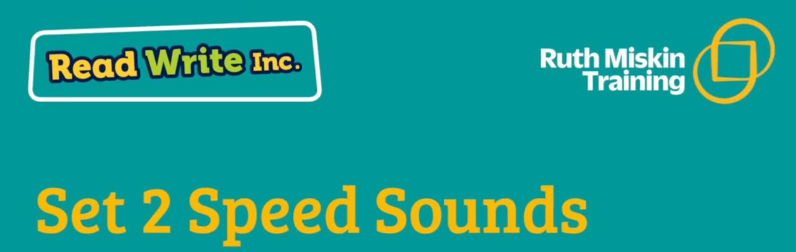 Read Write Inc.
Ruth Miskin
Training
Set 2 Speed Sounds